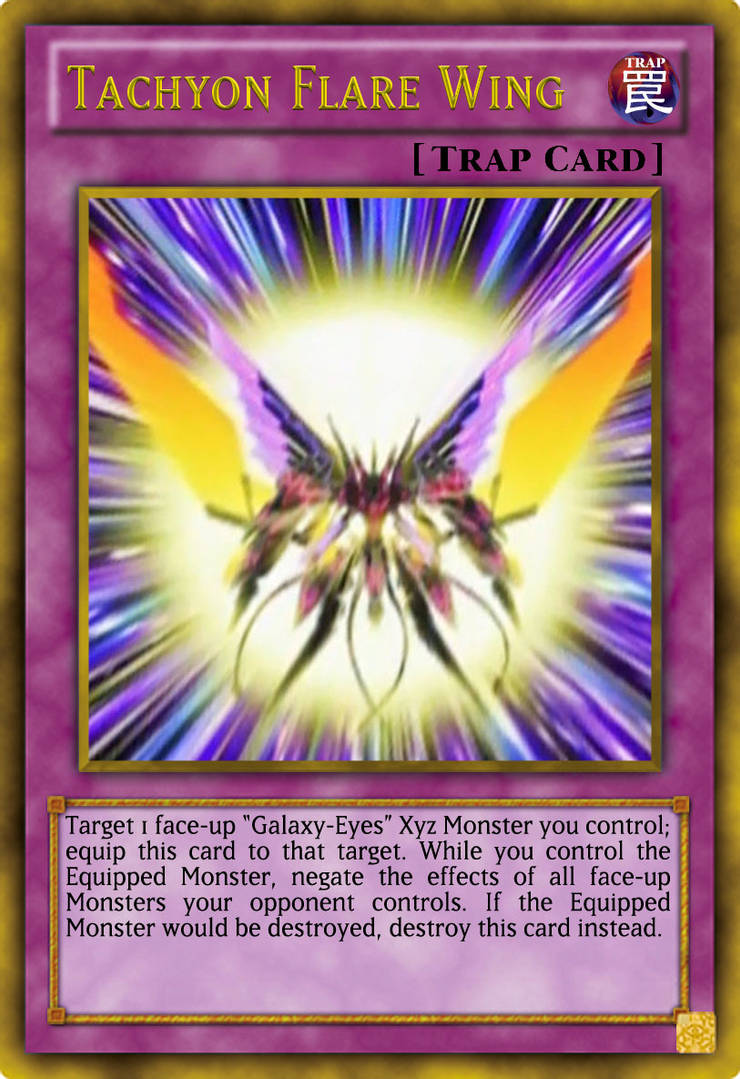 Tachyon Flare Wing
TRAP
罠
[Trap Card]
Target 1 face-up "Galaxy-Eyes" Xyz Monster you control;
equip this card to that target. While you control the
Equipped Monster, negate the effects of all face-up
Monsters your opponent controls. If the Equipped
Monster would be destroyed, destroy this card instead.